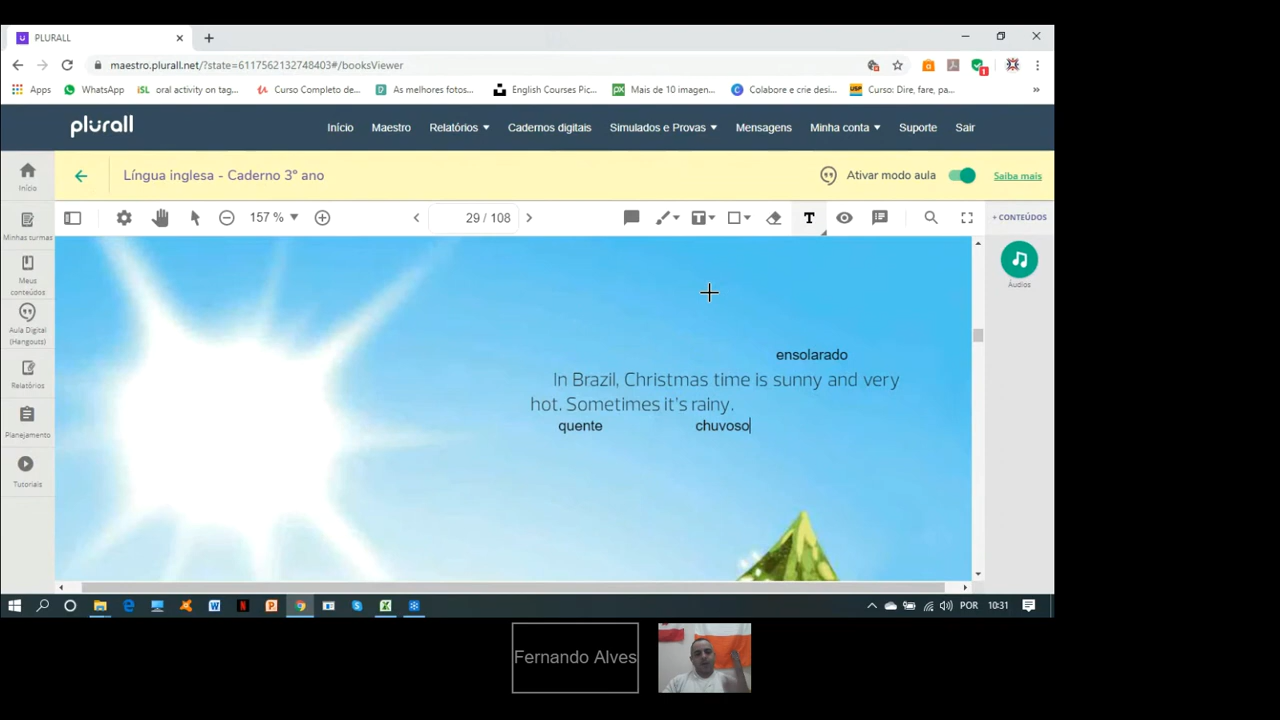 PLURALL
maestro.plurall.net/?state=6117562132748403#/booksViewer
Apps WhatsApp oral activity on tag... Curso Completo de... As melhores fotos... English Courses Pic... Mais de 10 imagen... Colabore e crie desi... Curso: Dire, fare, pa...
plurall Início Maestro Relatórios Cadernos digitais Simulados e Provas Mensagens Minha conta Suporte Sair
Língua inglesa - Caderno 3º ano Ativar modo aula Saiba mais
157 % 29 / 108 T + CONTEÚDOS
Início
Minhas turmas
Meus conteúdos
Aula Digital (Hangouts)
Relatórios
Planejamento
Tutoriais
Áudios
ensolarado
In Brazil, Christmas time is sunny and very
hot. Sometimes it's rainy.
quente chuvoso
POR 10:31
Fernando Alves